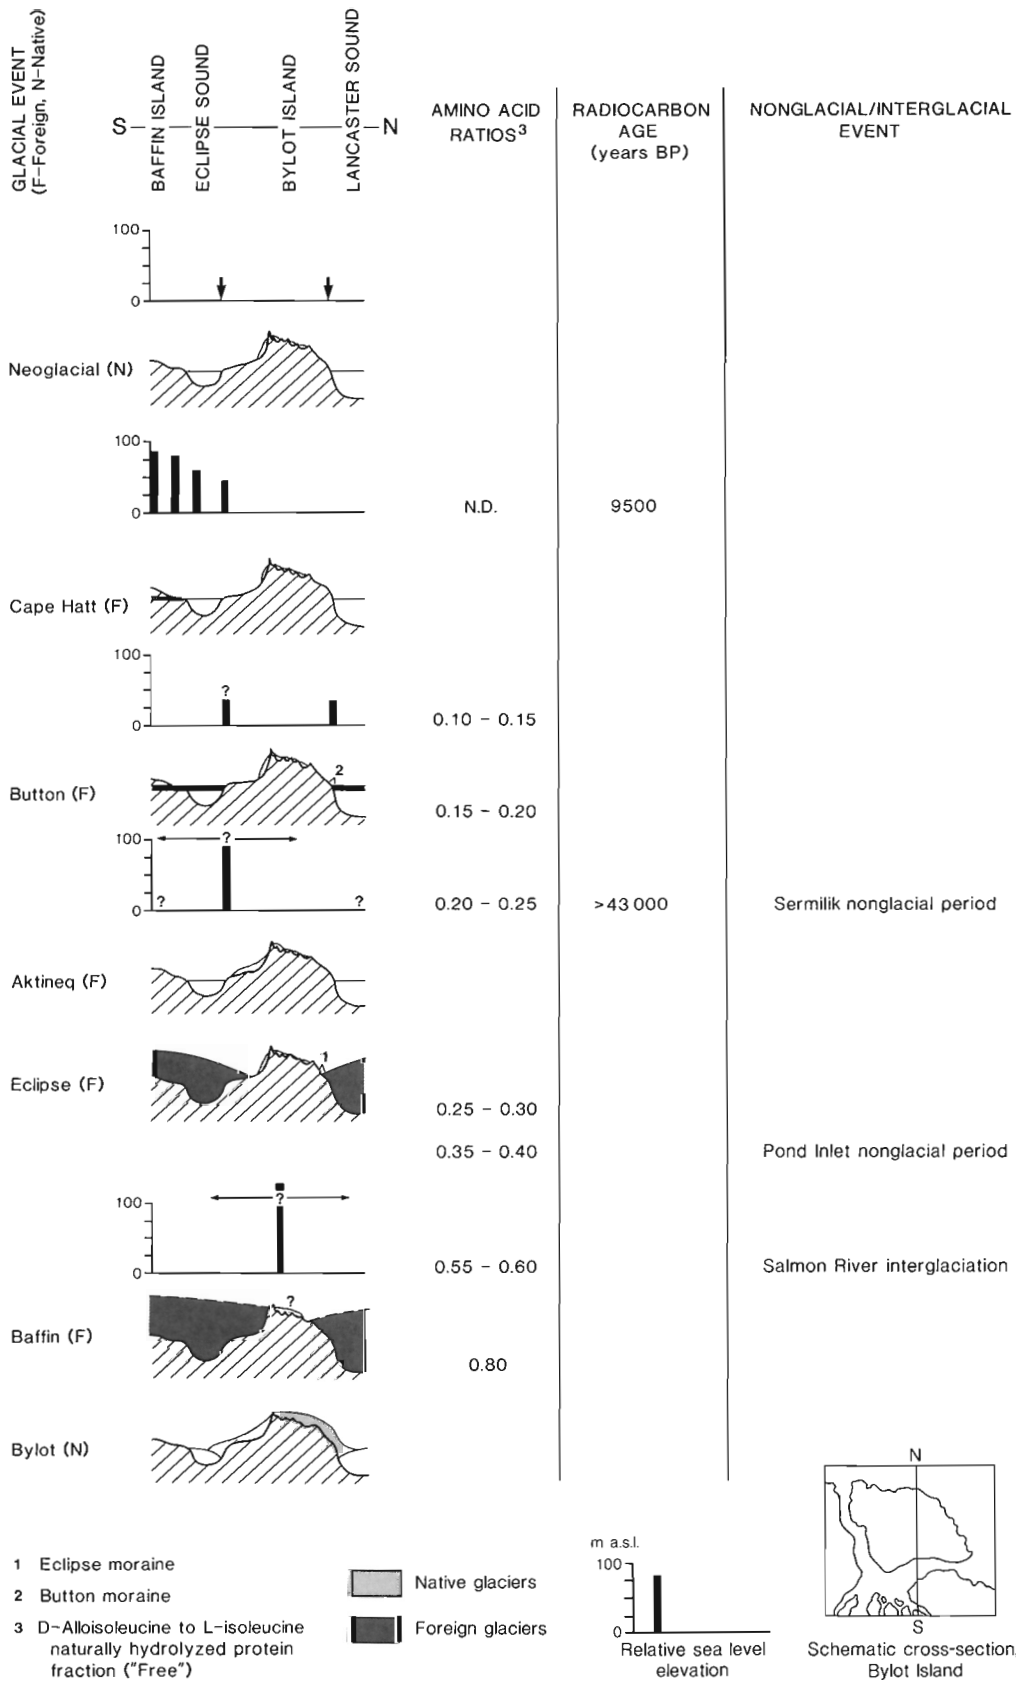 GLACIAL EVENT
(F-Foreign, N-Native)
S
BAFFIN ISLAND
ECLIPSE SOUND
BYLOT ISLAND
LANCASTER SOUND
N
AMINO ACID
RATIOS3
RADIOCARBON
AGE
(years BP)
NONGLACIAL/INTERGLACIAL
EVENT
100
0
Neoglacial (N)
100
0
N.D.
9500
Cape Hatt (F)
100
?
0
0.10 - 0.15
2
Button (F)
0.15 - 0.20
100
?
?
?
0
0.20 - 0.25
>43 000
Sermilik nonglacial period
Aktineq (F)
1
Eclipse (F)
0.25 - 0.30
0.35 - 0.40
Pond Inlet nonglacial period
100
?
0
0.55 - 0.60
Salmon River interglaciation
?
Baffin (F)
0.80
Bylot (N)
1 Eclipse moraine
2 Button moraine
3 D-Alloisoleucine to L-isoleucine
naturally hydrolyzed protein
fraction ("Free")
Native glaciers
Foreign glaciers
m a.s.l.
100
0
Relative sea level
elevation
N
S
Schematic cross-section,
Bylot Island